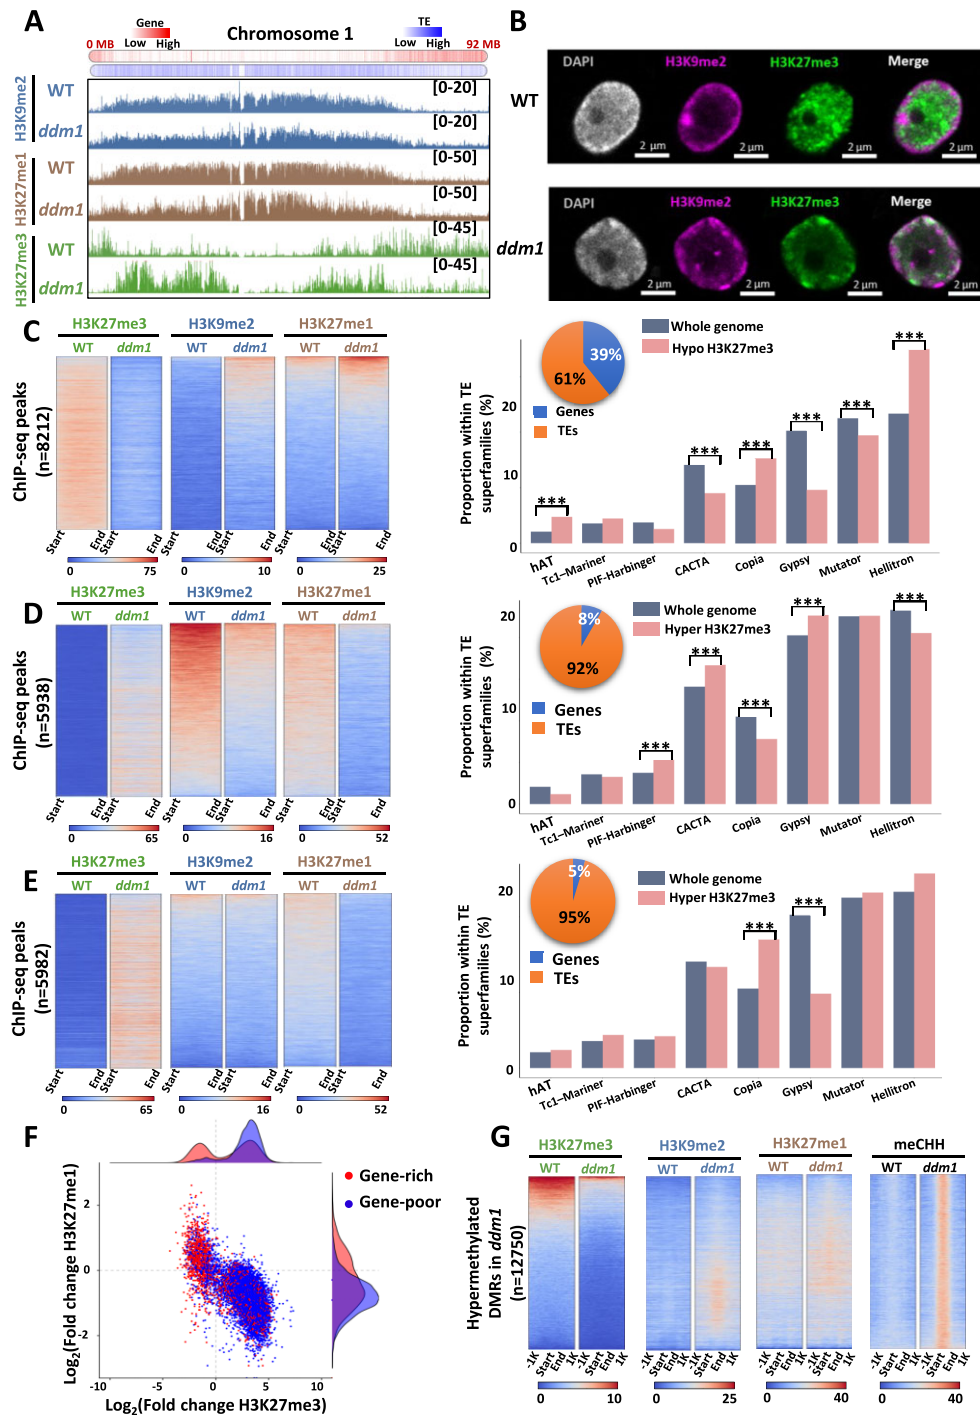 A
Gene
Low High
Chromosome 1
TE
Low High
0 MB
92 MB
H3K9me2
WT
[0-20]
ddm1
[0-20]
H3K27me1
WT
[0-50]
ddm1
[0-50]
H3K27me3
WT
[0-45]
ddm1
[0-45]
B
DAPI H3K9me2 H3K27me3 Merge
WT
2 µm 2 µm 2 µm 2 µm
DAPI H3K9me2 H3K27me3 Merge
ddm1
2 µm 2 µm 2 µm 2 µm
C
H3K27me3 H3K9me2 H3K27me1
WT ddm1 WT ddm1 WT ddm1
ChIP-seq peaks
(n=8212)
Start End Start End Start End Start End Start End Start End
0 75 0 10 0 25
Proportion within TE
superfamilies (%)
0
10
20
39%
61%
Genes
TEs
Whole genome
Hypo H3K27me3
*** *** *** *** *** ***
hAT Tc1–Mariner PIF-Harbinger CACTA Copia Gypsy Mutator Hellitron
D
H3K27me3 H3K9me2 H3K27me1
WT ddm1 WT ddm1 WT ddm1
ChIP-seq peaks
(n=5938)
Start End Start End Start End Start End Start End Start End
0 65 0 16 0 52
Proportion within TE
superfamilies (%)
0
10
20
8%
92%
Genes
TEs
Whole genome
Hyper H3K27me3
*** *** *** *** ***
hAT Tc1–Mariner PIF-Harbinger CACTA Copia Gypsy Mutator Hellitron
E
H3K27me3 H3K9me2 H3K27me1
WT ddm1 WT ddm1 WT ddm1
ChIP-seq peals
(n=5982)
Start End Start End Start End Start End Start End Start End
0 65 0 16 0 52
Proportion within TE
superfamilies (%)
0
10
20
5%
95%
Genes
TEs
Whole genome
Hyper H3K27me3
*** ***
hAT Tc1–Mariner PIF-Harbinger CACTA Copia Gypsy Mutator Hellitron
F
Gene-rich
Gene-poor
Log2(Fold change H3K27me1)
2
0
-2
-10 -5 0 5 10
Log2(Fold change H3K27me3)
G
H3K27me3 H3K9me2 H3K27me1 meCHH
WT ddm1 WT ddm1 WT ddm1 WT ddm1
Hypermethylated
DMRs in ddm1
(n=12750)
-1K Start End 1K -1K Start End 1K -1K Start End 1K -1K Start End 1K -1K Start End 1K -1K Start End 1K -1K Start End 1K -1K Start End 1K
0 10 0 25 0 40 0 40